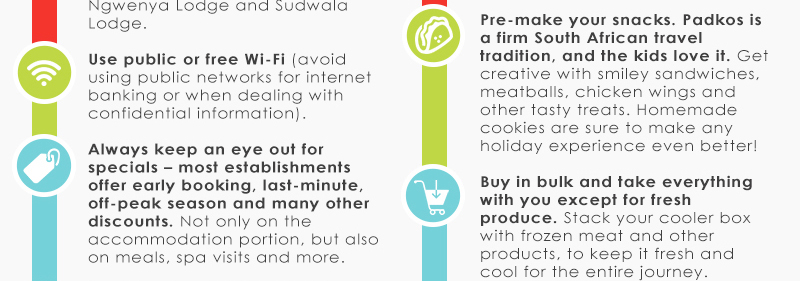 Ngwenya Lodge and Sudwala
Lodge.
Use public or free Wi-Fi (avoid
using public networks for internet
banking or when dealing with
confidential information).
Always keep an eye out for
specials – most establishments
offer early booking, last-minute,
off-peak season and many other
discounts. Not only on the
accommodation portion, but also
on meals, spa visits and more.
Pre-make your snacks. Padkos is
a firm South African travel
tradition, and the kids love it. Get
creative with smiley sandwiches,
meatballs, chicken wings and
other tasty treats. Homemade
cookies are sure to make any
holiday experience even better!
Buy in bulk and take everything
with you except for fresh
produce. Stack your cooler box
with frozen meat and other
products, to keep it fresh and
cool for the entire journey.